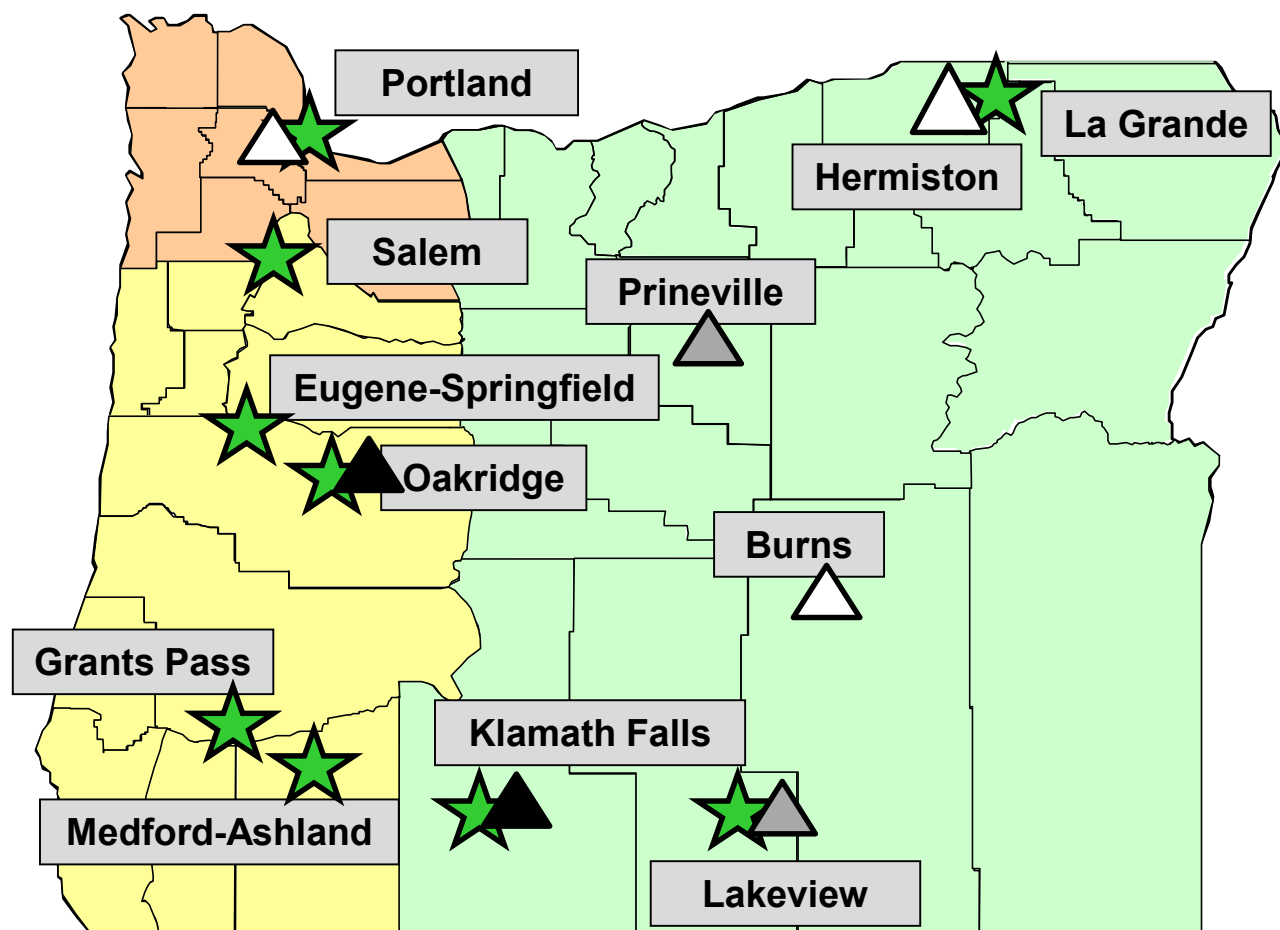 Portland
La Grande
Hermiston
Salem
Prineville
Eugene-Springfield
Oakridge
Burns
Grants Pass
Klamath Falls
Medford-Ashland
Lakeview